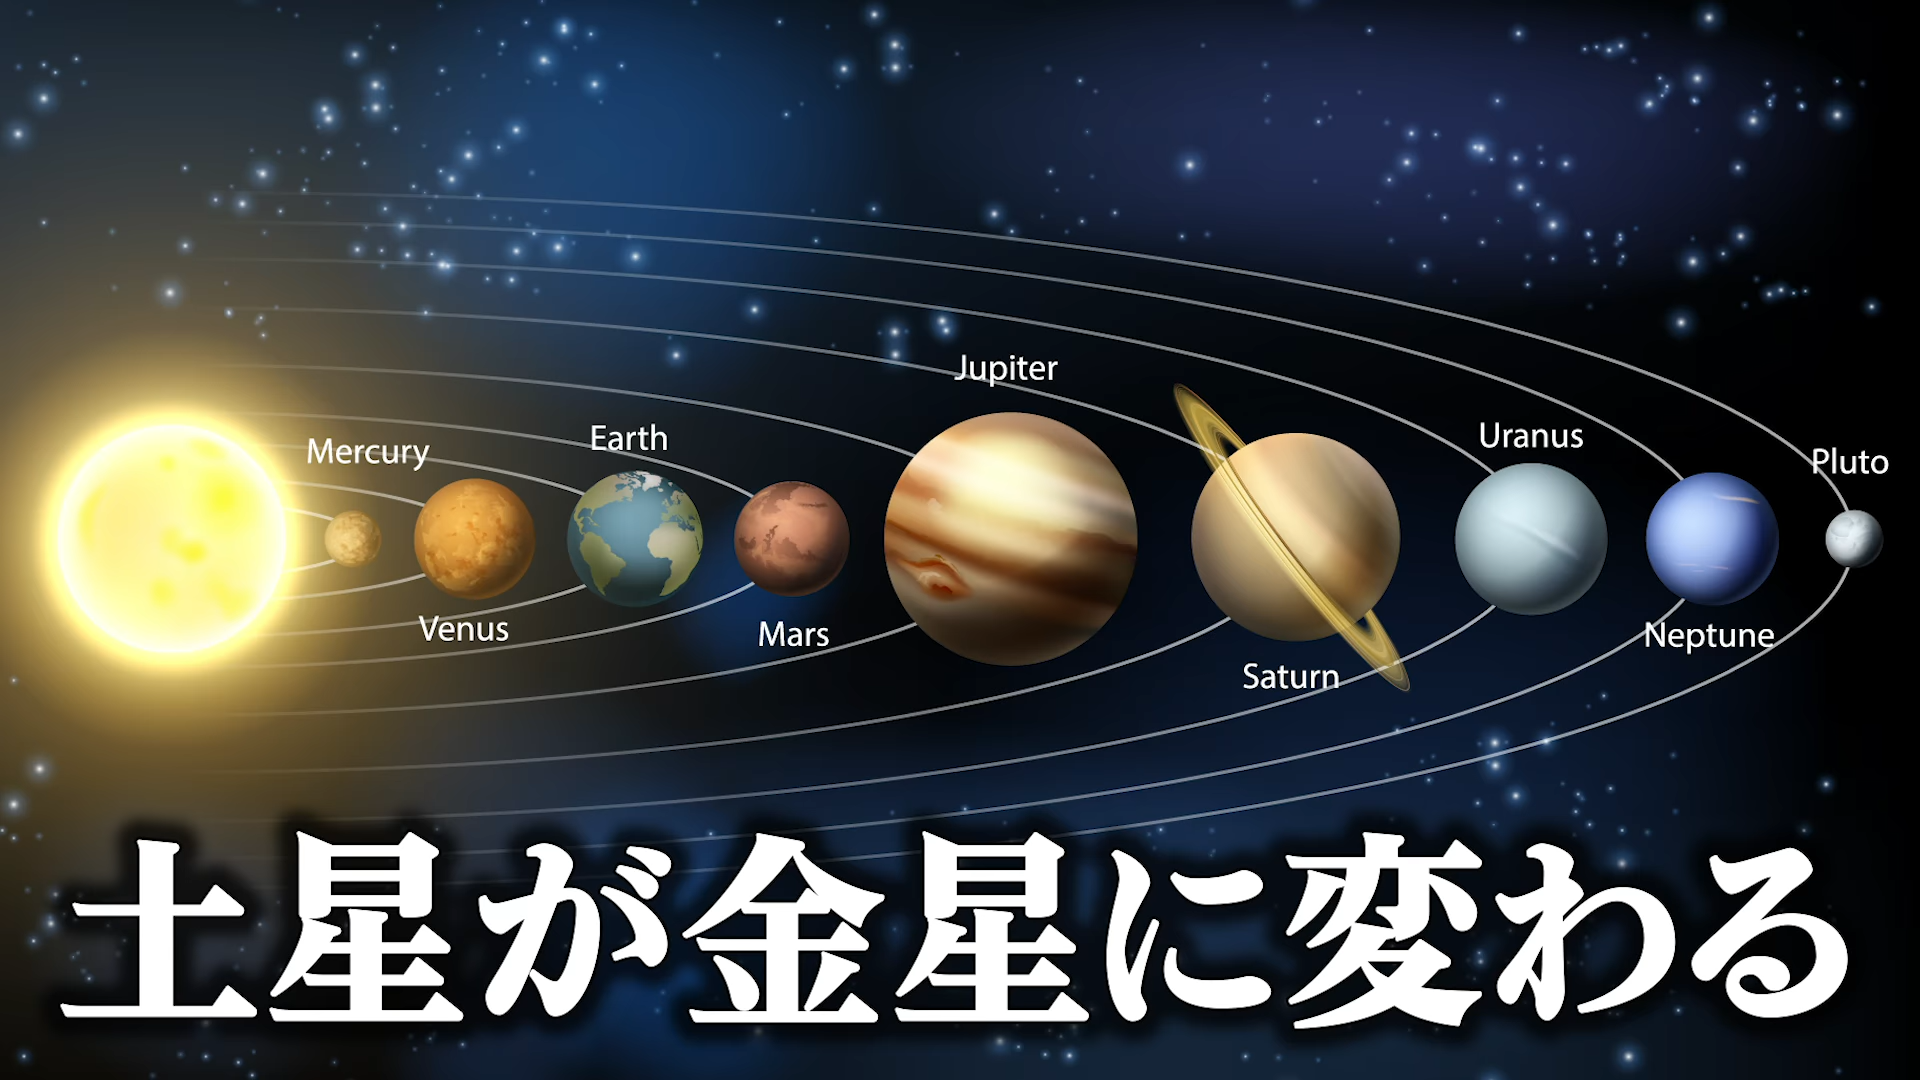 Jupiter
Earth
Uranus
Mercury
Pluto
Venus
Mars
Neptune
Saturn
土星が金星に変わる